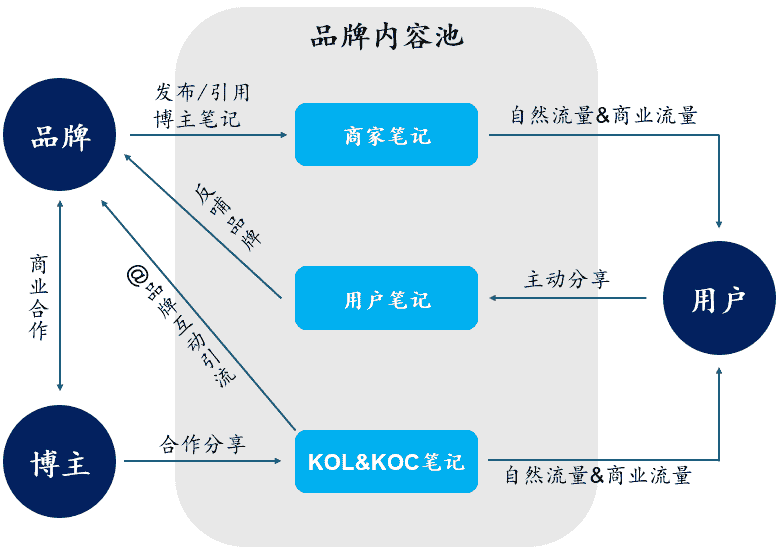 品牌内容池
发布/引用
博主笔记
品牌
商家笔记
自然流量&商业流量
反哺品牌
商业合作
@品牌互动引流
用户笔记
主动分享
用户
博主
合作分享
KOL&KOC笔记
自然流量&商业流量